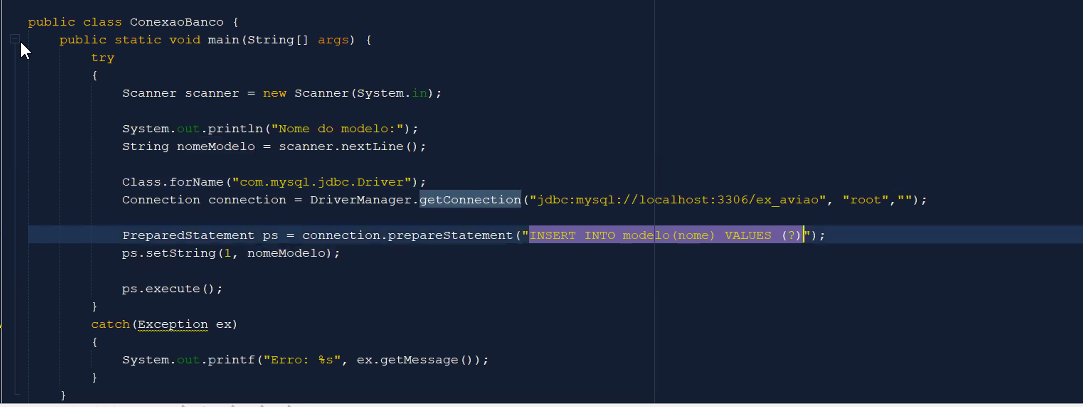 public class ConexaoBanco {
public static void main(String[] args) {
try
{
Scanner scanner = new Scanner(System.in);
System.out.println("Nome do modelo:");
String nomeModelo = scanner.nextLine();
Class.forName("com.mysql.jdbc.Driver");
Connection connection = DriverManager.getConnection("jdbc:mysql://localhost:3306/ex_aviao", "root","");
PreparedStatement ps = connection.prepareStatement("INSERT INTO modelo(nome) VALUES (?)");
ps.setString(1, nomeModelo);
ps.execute();
}
catch(Exception ex)
{
System.out.printf("Erro: %s", ex.getMessage());
}
}